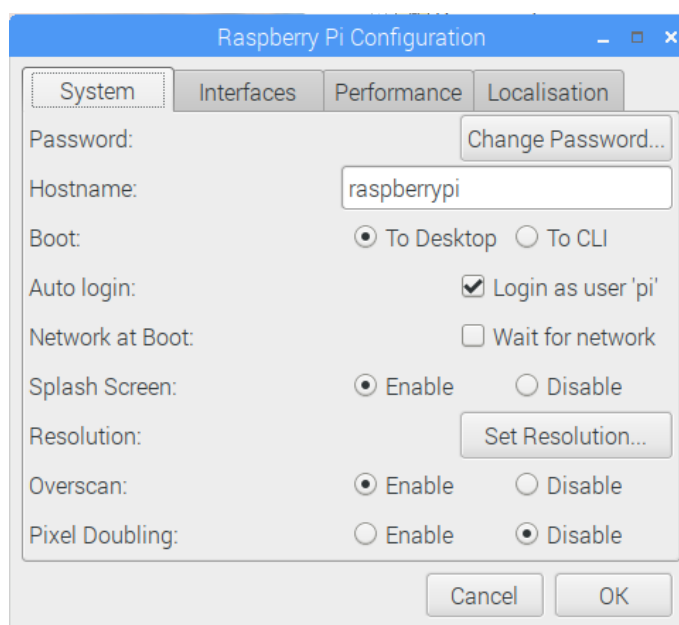 Raspberry Pi Configuration
System Interfaces Performance Localisation
Password: Change Password...
Hostname: raspberrypi
Boot: To Desktop To CLI
Auto login: Login as user 'pi'
Network at Boot: Wait for network
Splash Screen: Enable Disable
Resolution: Set Resolution...
Overscan: Enable Disable
Pixel Doubling: Enable Disable
Cancel OK